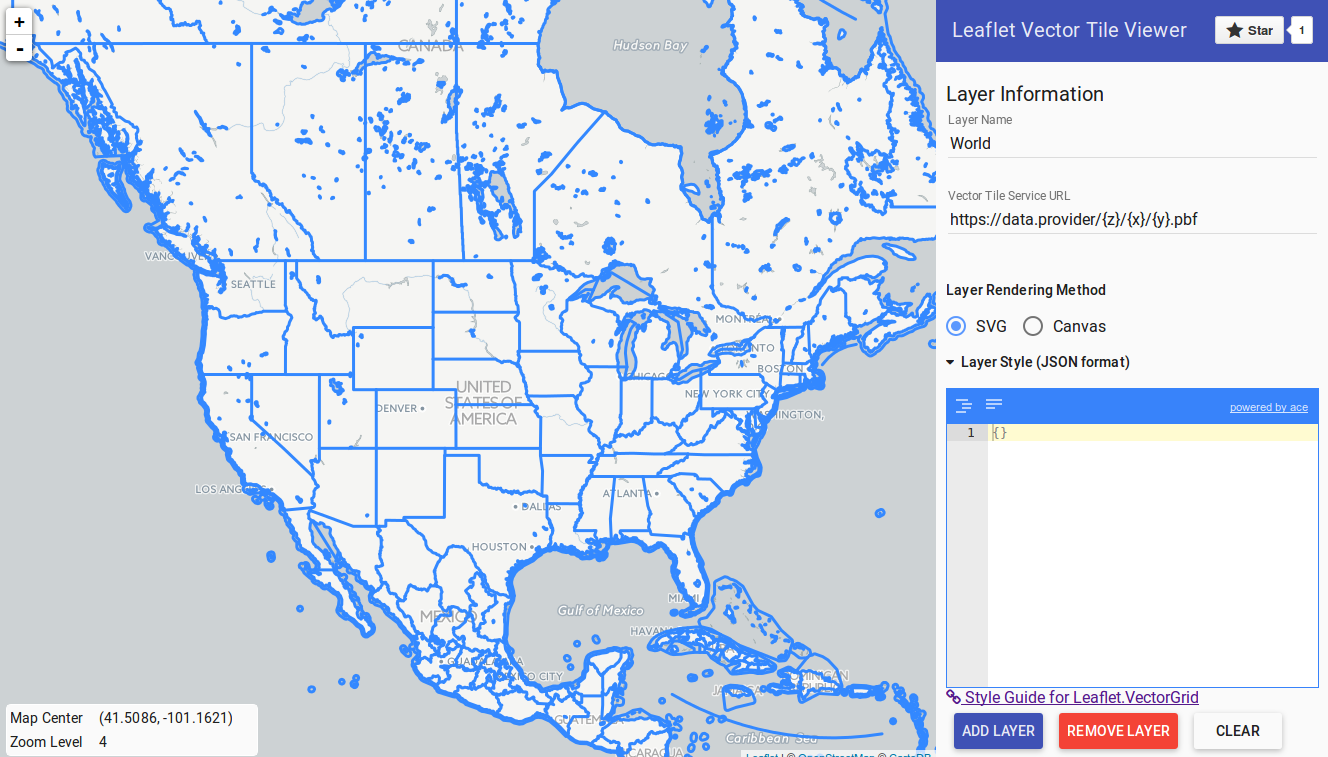 +
-
CANADA
Hudson Bay
VANCOUVER
SEATTLE
MONTRÉAL
TORONTO
BOSTON
CHICAGO
NEW YORK CITY
UNITED
STATES OF
AMERICA
DENVER
WASHINGTON,
SAN FRANCISCO
LOS ANGELES
ATLANTA
DALLAS
HOUSTON
MIAMI
Gulf of Mexico
MEXICO
HAVANA
GUADALAJARA
MEXICO CITY
DOMINICAN
REPUBLIC
JAMAICA
GUATEMALA
Caribbean Sea
NICARAGUA
Map Center (41.5086, -101.1621)
Zoom Level 4
Leaflet | © OpenStreetMap © CartoDB
Leaflet Vector Tile Viewer
Star
1
Layer Information
Layer Name
World
Vector Tile Service URL
https://data.provider/{z}/{x}/{y}.pbf
Layer Rendering Method
SVG Canvas
Layer Style (JSON format)
powered by ace
1 {}
Style Guide for Leaflet.VectorGrid
ADD LAYER REMOVE LAYER CLEAR